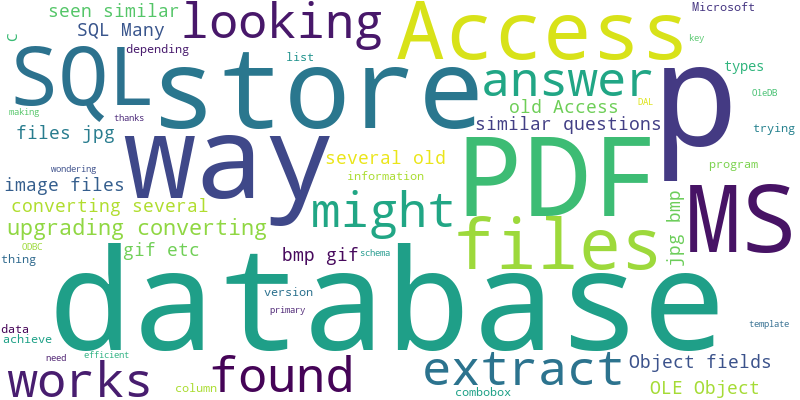 seen similar
looking
Access
Microsoft
C
SQL Many
depending
key
SQL
store
list
answer
p
types
making
thanks
old Access
DAL
OleDB
files jpg
way
similar questions
trying
several old
PDF
MS
wondering
information
program
image files
might
converting several
jpg bmp
upgrading converting
files
ODBC
gif etc
bmp gif
schema
thing
database
version
primary
template
data
achieve
need
efficient
works
found
extract
Object fields
column
combobox
OLE Object